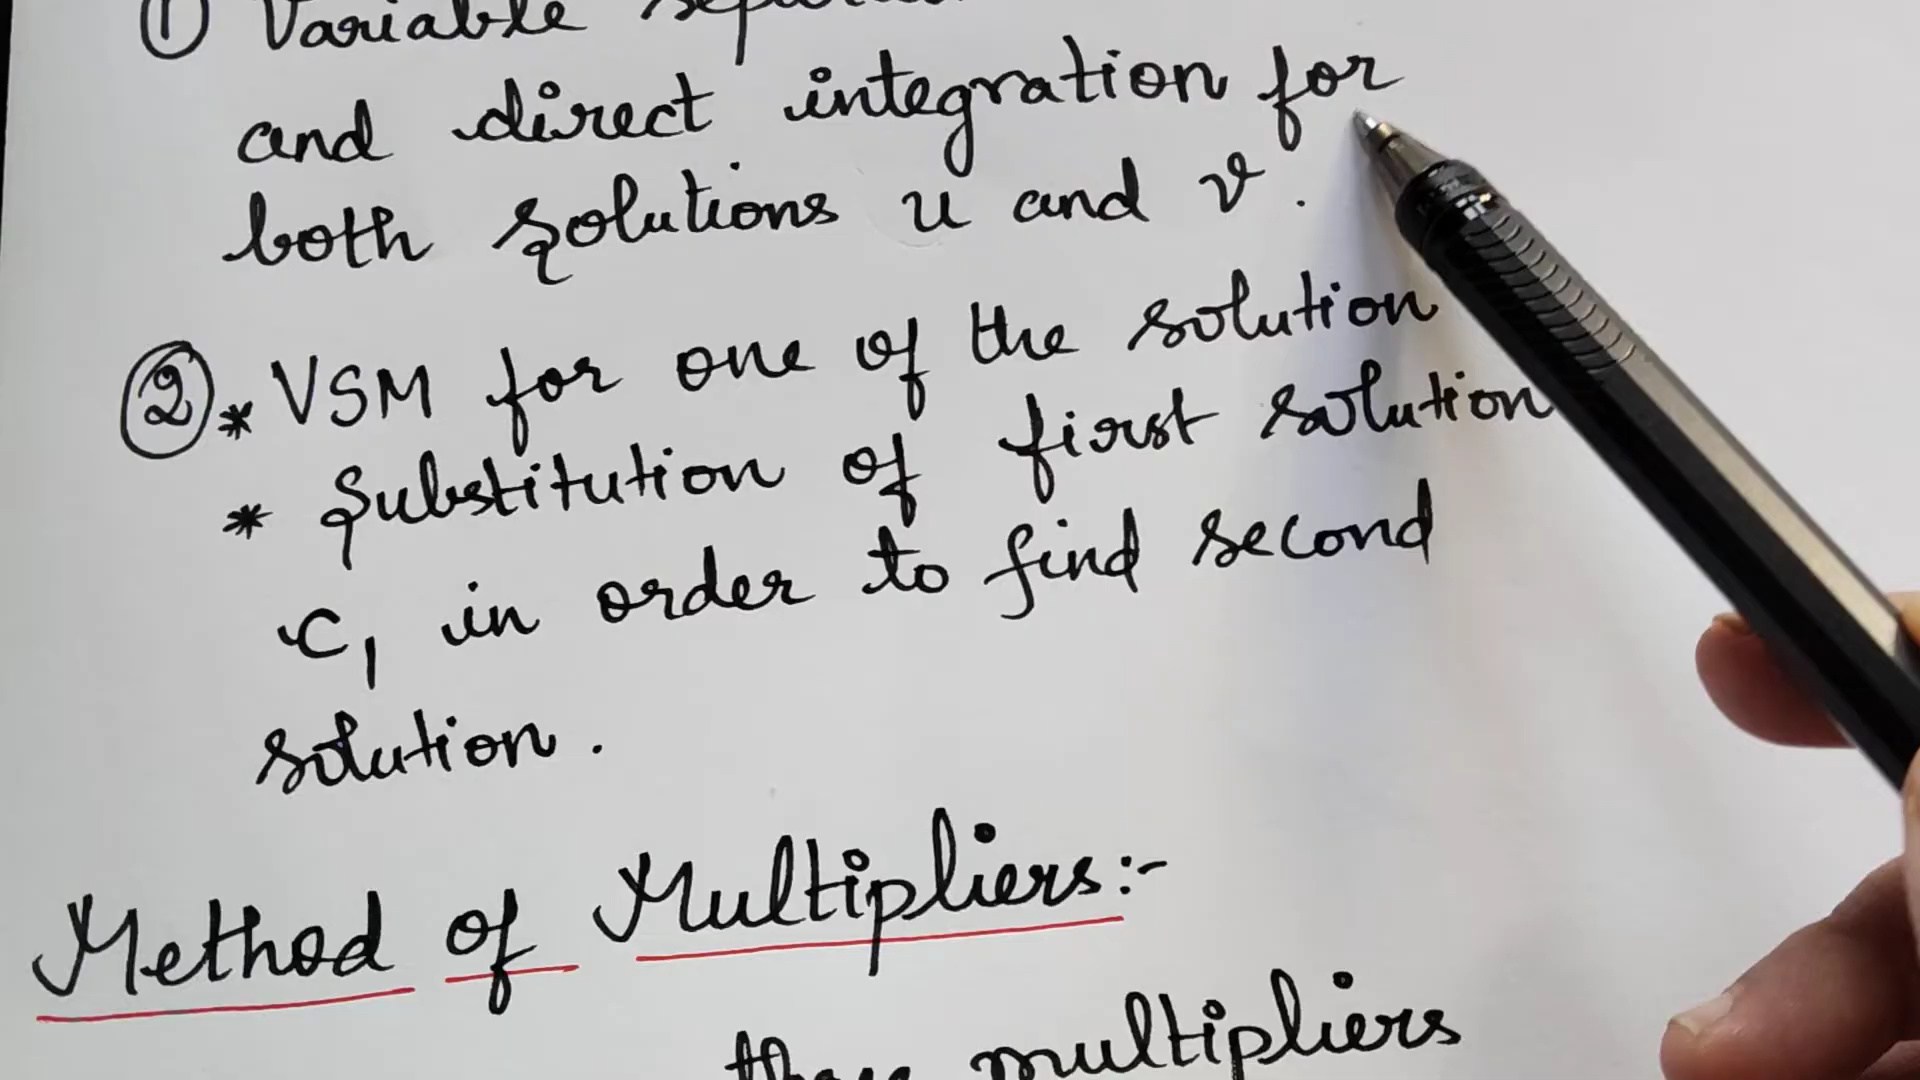 ① Variable
and direct integration for
both solutions u and v.
②. * VSM for one of the solution
* Substitution of first solution
C₁ in order to find second
solution.
Method of Multipliers:-
three multipliers